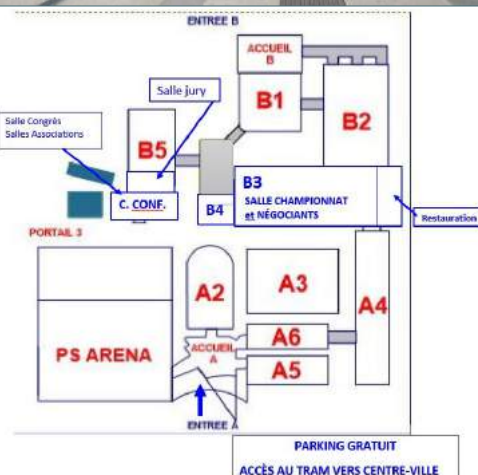 ENTREE B
ACCUEIL
B
Salle jury
B1
B2
Salle Congrés
Salles Associations
B5
B3
SALLE CHAMPIONNAT
et NÉGOCIANTS
C. CONF.
B4
Restauration
PORTAIL 3
A2
A3
A4
PS ARENA
ACCUEIL
A
A6
A5
ENTREE A
PARKING GRATUIT
ACCÈS AU TRAM VERS CENTRE-VILLE